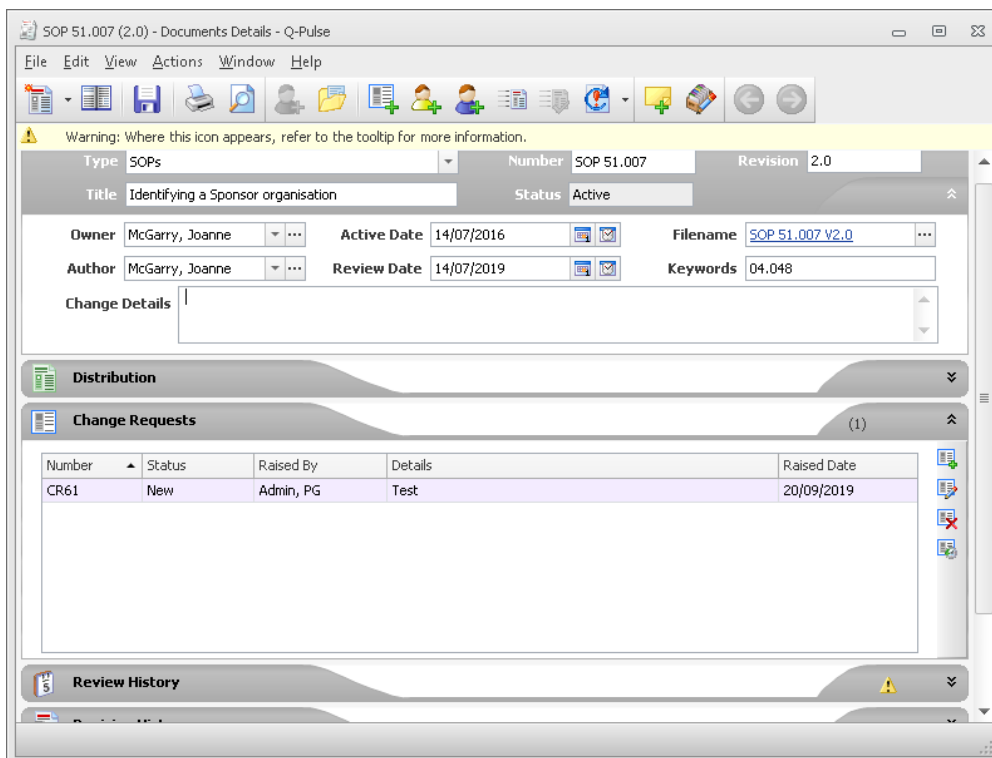 SOP 51.007 (2.0) - Documents Details - Q-Pulse
File Edit View Actions Window Help
Warning: Where this icon appears, refer to the tooltip for more information.
Type SOPs Number SOP 51.007 Revision 2.0
Title Identifying a Sponsor organisation Status Active
Owner McGarry, Joanne Active Date 14/07/2016 Filename SOP 51.007 V2.0
Author McGarry, Joanne Review Date 14/07/2019 Keywords 04.048
Change Details
Distribution
Change Requests (1)
Number Status Raised By Details Raised Date
CR61 New Admin, PG Test 20/09/2019
5 Review History